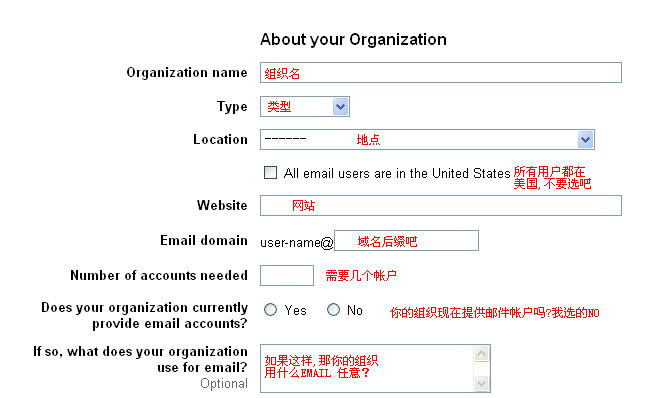 About your Organization
Organization name 组织名
Type 类型
Location ------ 地点
All email users are in the United States 所有用户都在
美国,不要选吧
Website 网站
Email domain user-name@ 域名后缀吧
Number of accounts needed 需要几个帐户
Does your organization currently
provide email accounts? Yes No 你的组织现在提供邮件帐户吗?我选的NO
If so, what does your organization
use for email? 如果这样,那你的组织
Optional 用什么EMAIL 任意?